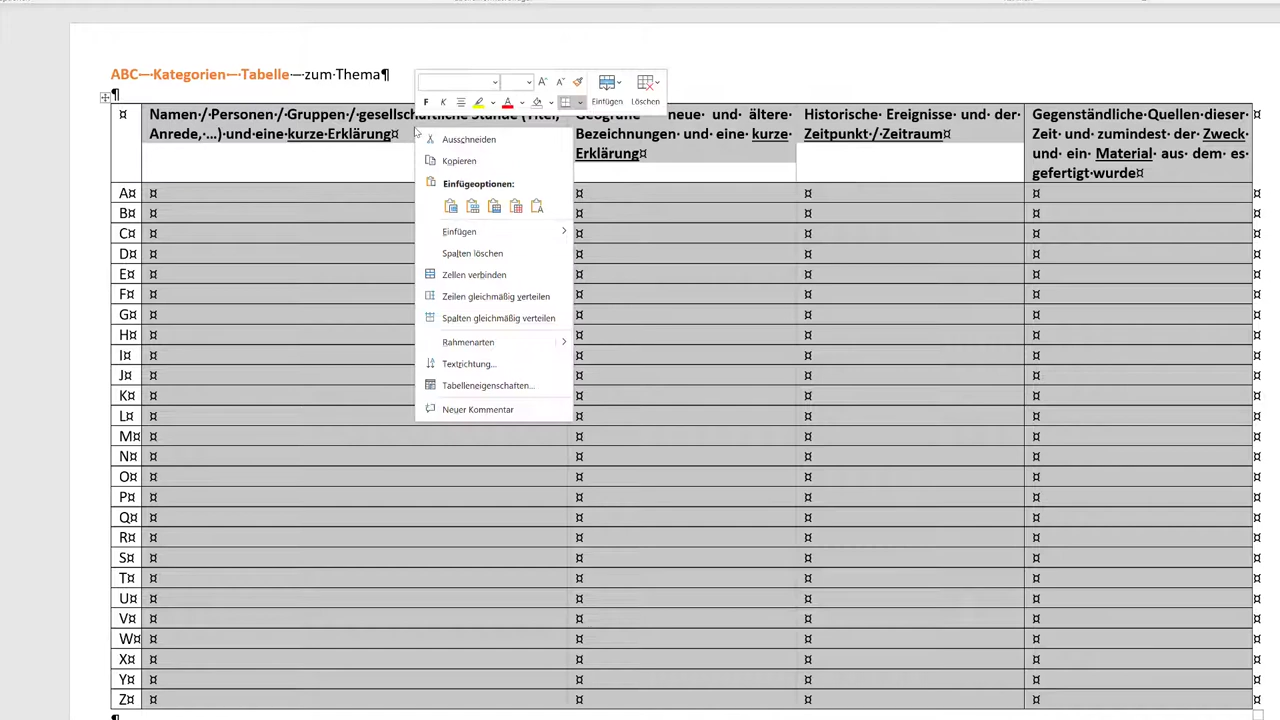 ABC-·Kategorien-·Tabelle·–·zum·Thema¶
¶
F K Einfügen Löschen
¤ Namen·/·Personen·/·Gruppen·/·gesellschaftliche·Stände·(Titel,·
Anrede,·...)·und·eine·kurze·Erklärung¤
neue· und· ältere·
Bezeichnungen· und· eine· kurze·
Erklärung¤
Historische· Ereignisse· und· der·
Zeitpunkt·/·Zeitraum¤
Gegenständliche·Quellen·dieser·
Zeit· und· zumindest· der· Zweck·
und· ein· Material· aus· dem· es·
gefertigt·wurde¤
¤
Ausschneiden
Kopieren
Einfügeoptionen:
Einfügen
Spalten löschen
Zellen verbinden
Zeilen gleichmäßig verteilen
Spalten gleichmäßig verteilen
Rahmenarten
Textrichtung...
Tabelleneigenschaften...
Neuer Kommentar
A¤ ¤ ¤ ¤ ¤ ¤
B¤ ¤ ¤ ¤ ¤ ¤
C¤ ¤ ¤ ¤ ¤ ¤
D¤ ¤ ¤ ¤ ¤ ¤
E¤ ¤ ¤ ¤ ¤ ¤
F¤ ¤ ¤ ¤ ¤ ¤
G¤ ¤ ¤ ¤ ¤ ¤
H¤ ¤ ¤ ¤ ¤ ¤
I¤ ¤ ¤ ¤ ¤ ¤
J¤ ¤ ¤ ¤ ¤ ¤
K¤ ¤ ¤ ¤ ¤ ¤
L¤ ¤ ¤ ¤ ¤ ¤
M¤ ¤ ¤ ¤ ¤ ¤
N¤ ¤ ¤ ¤ ¤ ¤
O¤ ¤ ¤ ¤ ¤ ¤
P¤ ¤ ¤ ¤ ¤ ¤
Q¤ ¤ ¤ ¤ ¤ ¤
R¤ ¤ ¤ ¤ ¤ ¤
S¤ ¤ ¤ ¤ ¤ ¤
T¤ ¤ ¤ ¤ ¤ ¤
U¤ ¤ ¤ ¤ ¤ ¤
V¤ ¤ ¤ ¤ ¤ ¤
W¤ ¤ ¤ ¤ ¤ ¤
X¤ ¤ ¤ ¤ ¤ ¤
Y¤ ¤ ¤ ¤ ¤ ¤
Z¤ ¤ ¤ ¤ ¤ ¤
¶